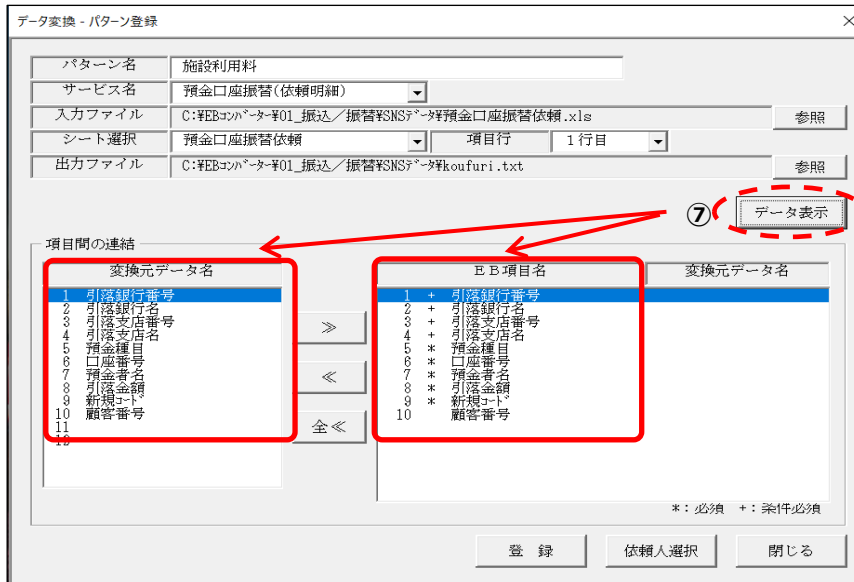 データ変換 - パターン登録
パターン名 施設利用料
サービス名 預金口座振替(依頼明細)
入力ファイル C:¥EBコンバーター¥01_振込／振替¥SNSデータ¥預金口座振替依頼.xls 参照
シート選択 預金口座振替依頼 項目行 1行目
出力ファイル C:¥EBコンバーター¥01_振込／振替¥SNSデータ¥koufuri.txt 参照
⑦ データ表示
項目間の連結
変換元データ名 ＥＢ項目名 変換元データ名
1 引落銀行番号 1 + 引落銀行番号
2 引落銀行名 2 + 引落銀行名
3 引落支店番号 3 + 引落支店番号
4 引落支店名 4 + 引落支店名
5 預金種目 5 * 預金種目
6 口座番号 6 * 口座番号
7 預金者名 7 * 預金者名
8 引落金額 8 * 引落金額
9 新規コード 9 * 新規コード
10 顧客番号 10 顧客番号
11
12
≫
≪
全≪
*：必須 +：条件必須
登 録 依頼人選択 閉じる